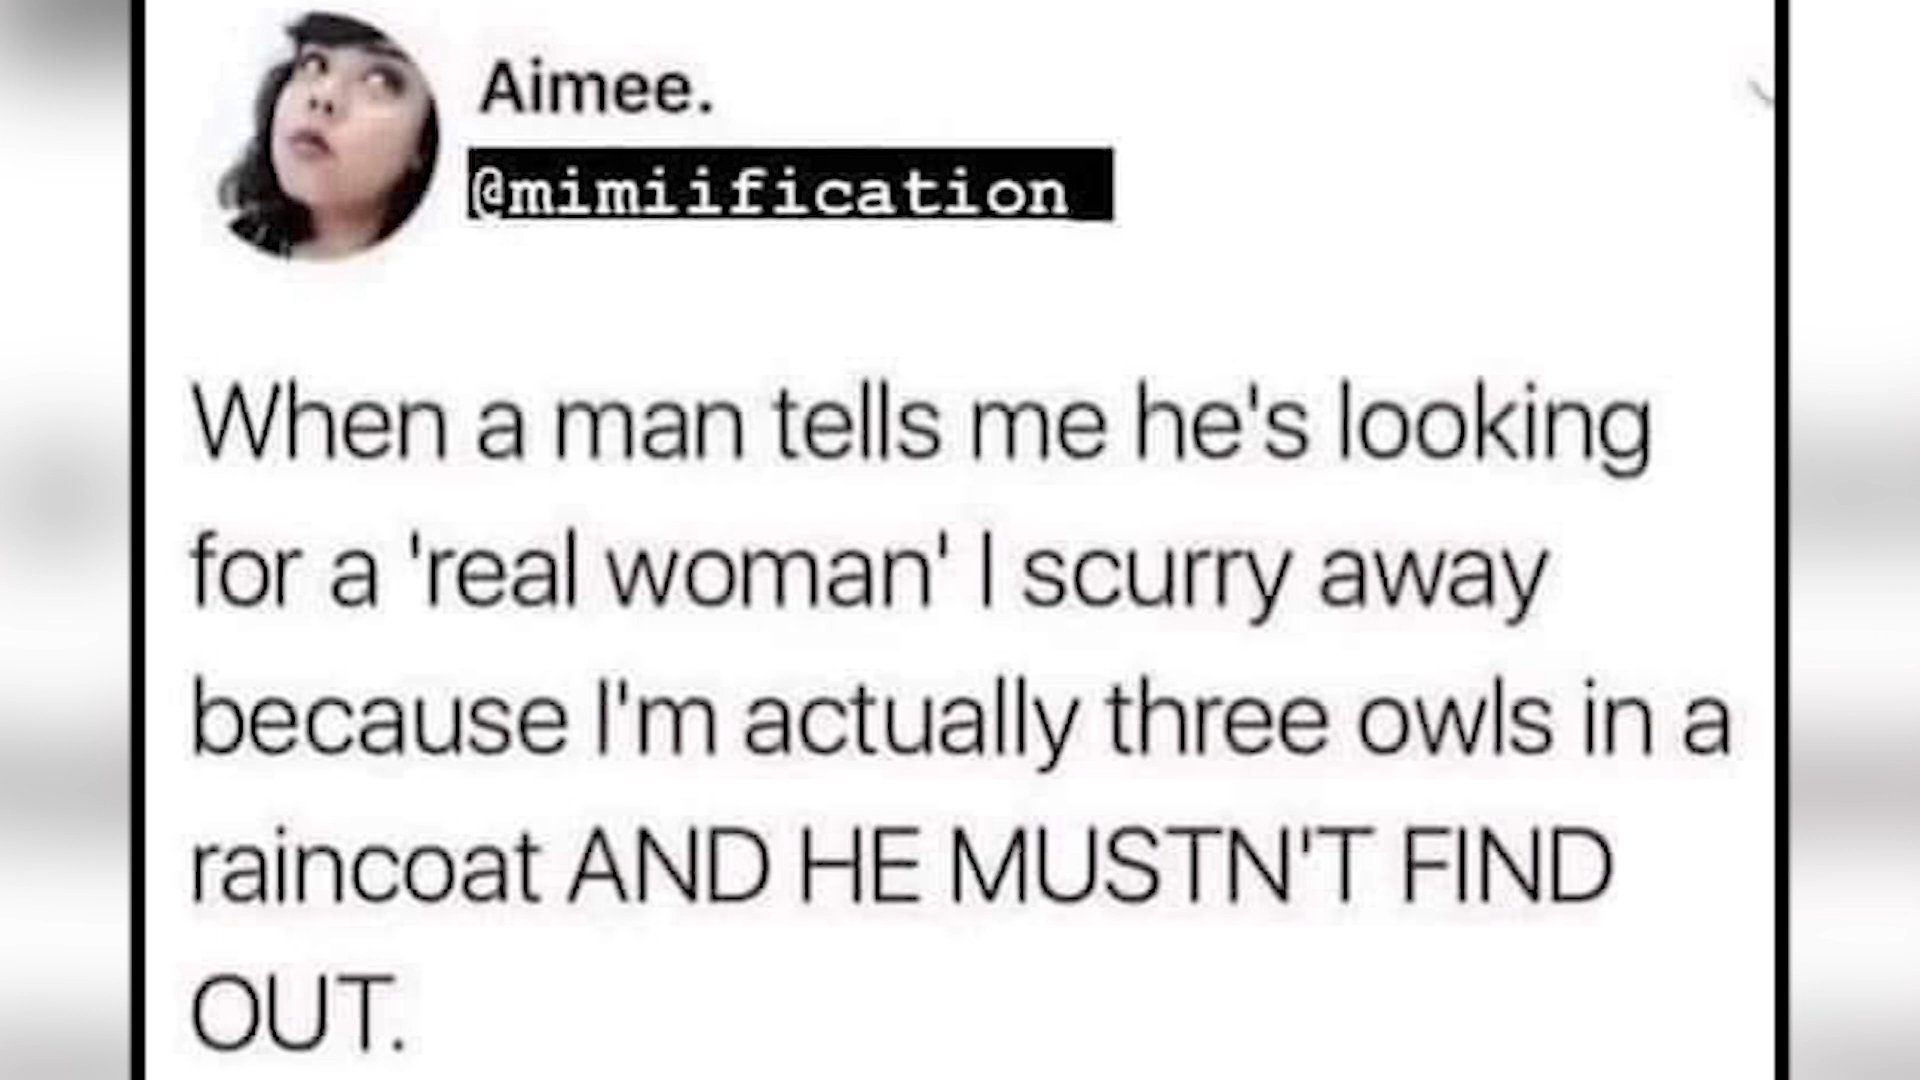 Aimee.
@mimiification
When a man tells me he's looking
for a 'real woman' I scurry away
because I'm actually three owls in a
raincoat AND HE MUSTN'T FIND
OUT.